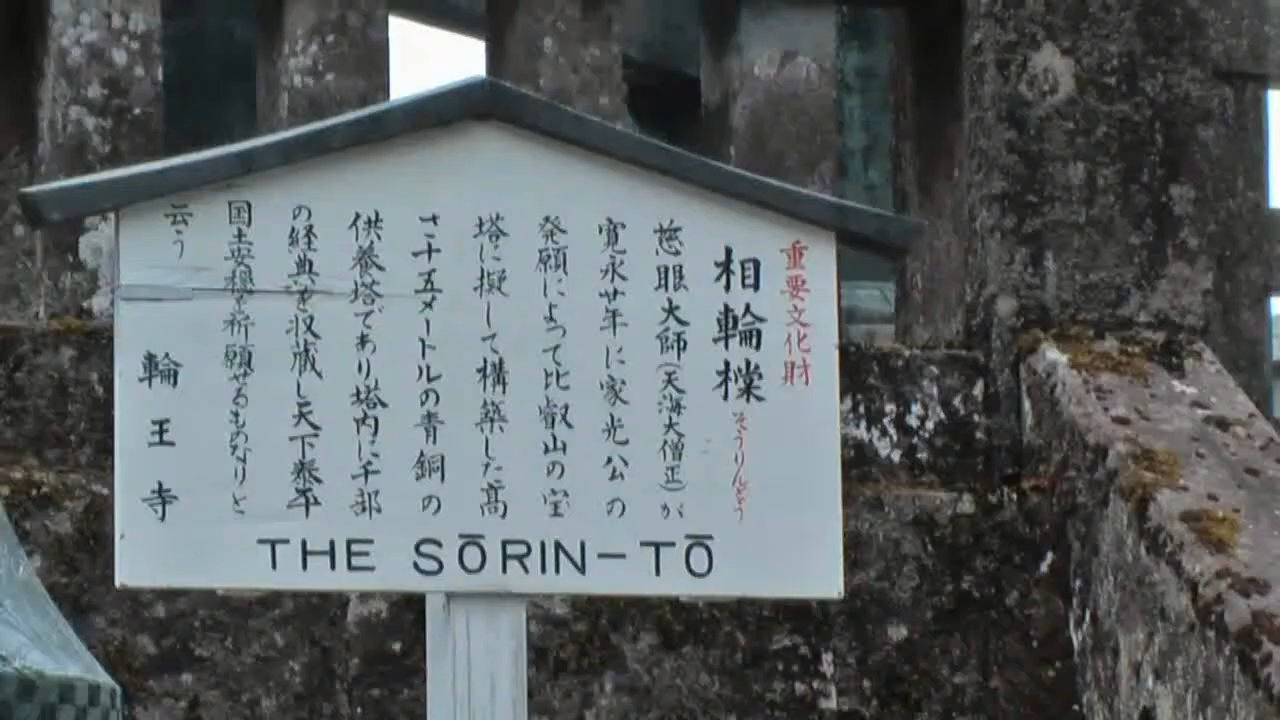 重要文化財
相輪橖
そうりんとう
慈眼大師(天海大僧正)が
寛永廿年に家光公の
発願によって比叡山の宝
塔に擬して構築した高
さ十五メートルの青銅の
供養塔であり塔内に千部
の経典を収蔵し天下泰平
国土安穏を祈願せるものなりと
云う
輪王寺
THE SŌRIN-TŌ